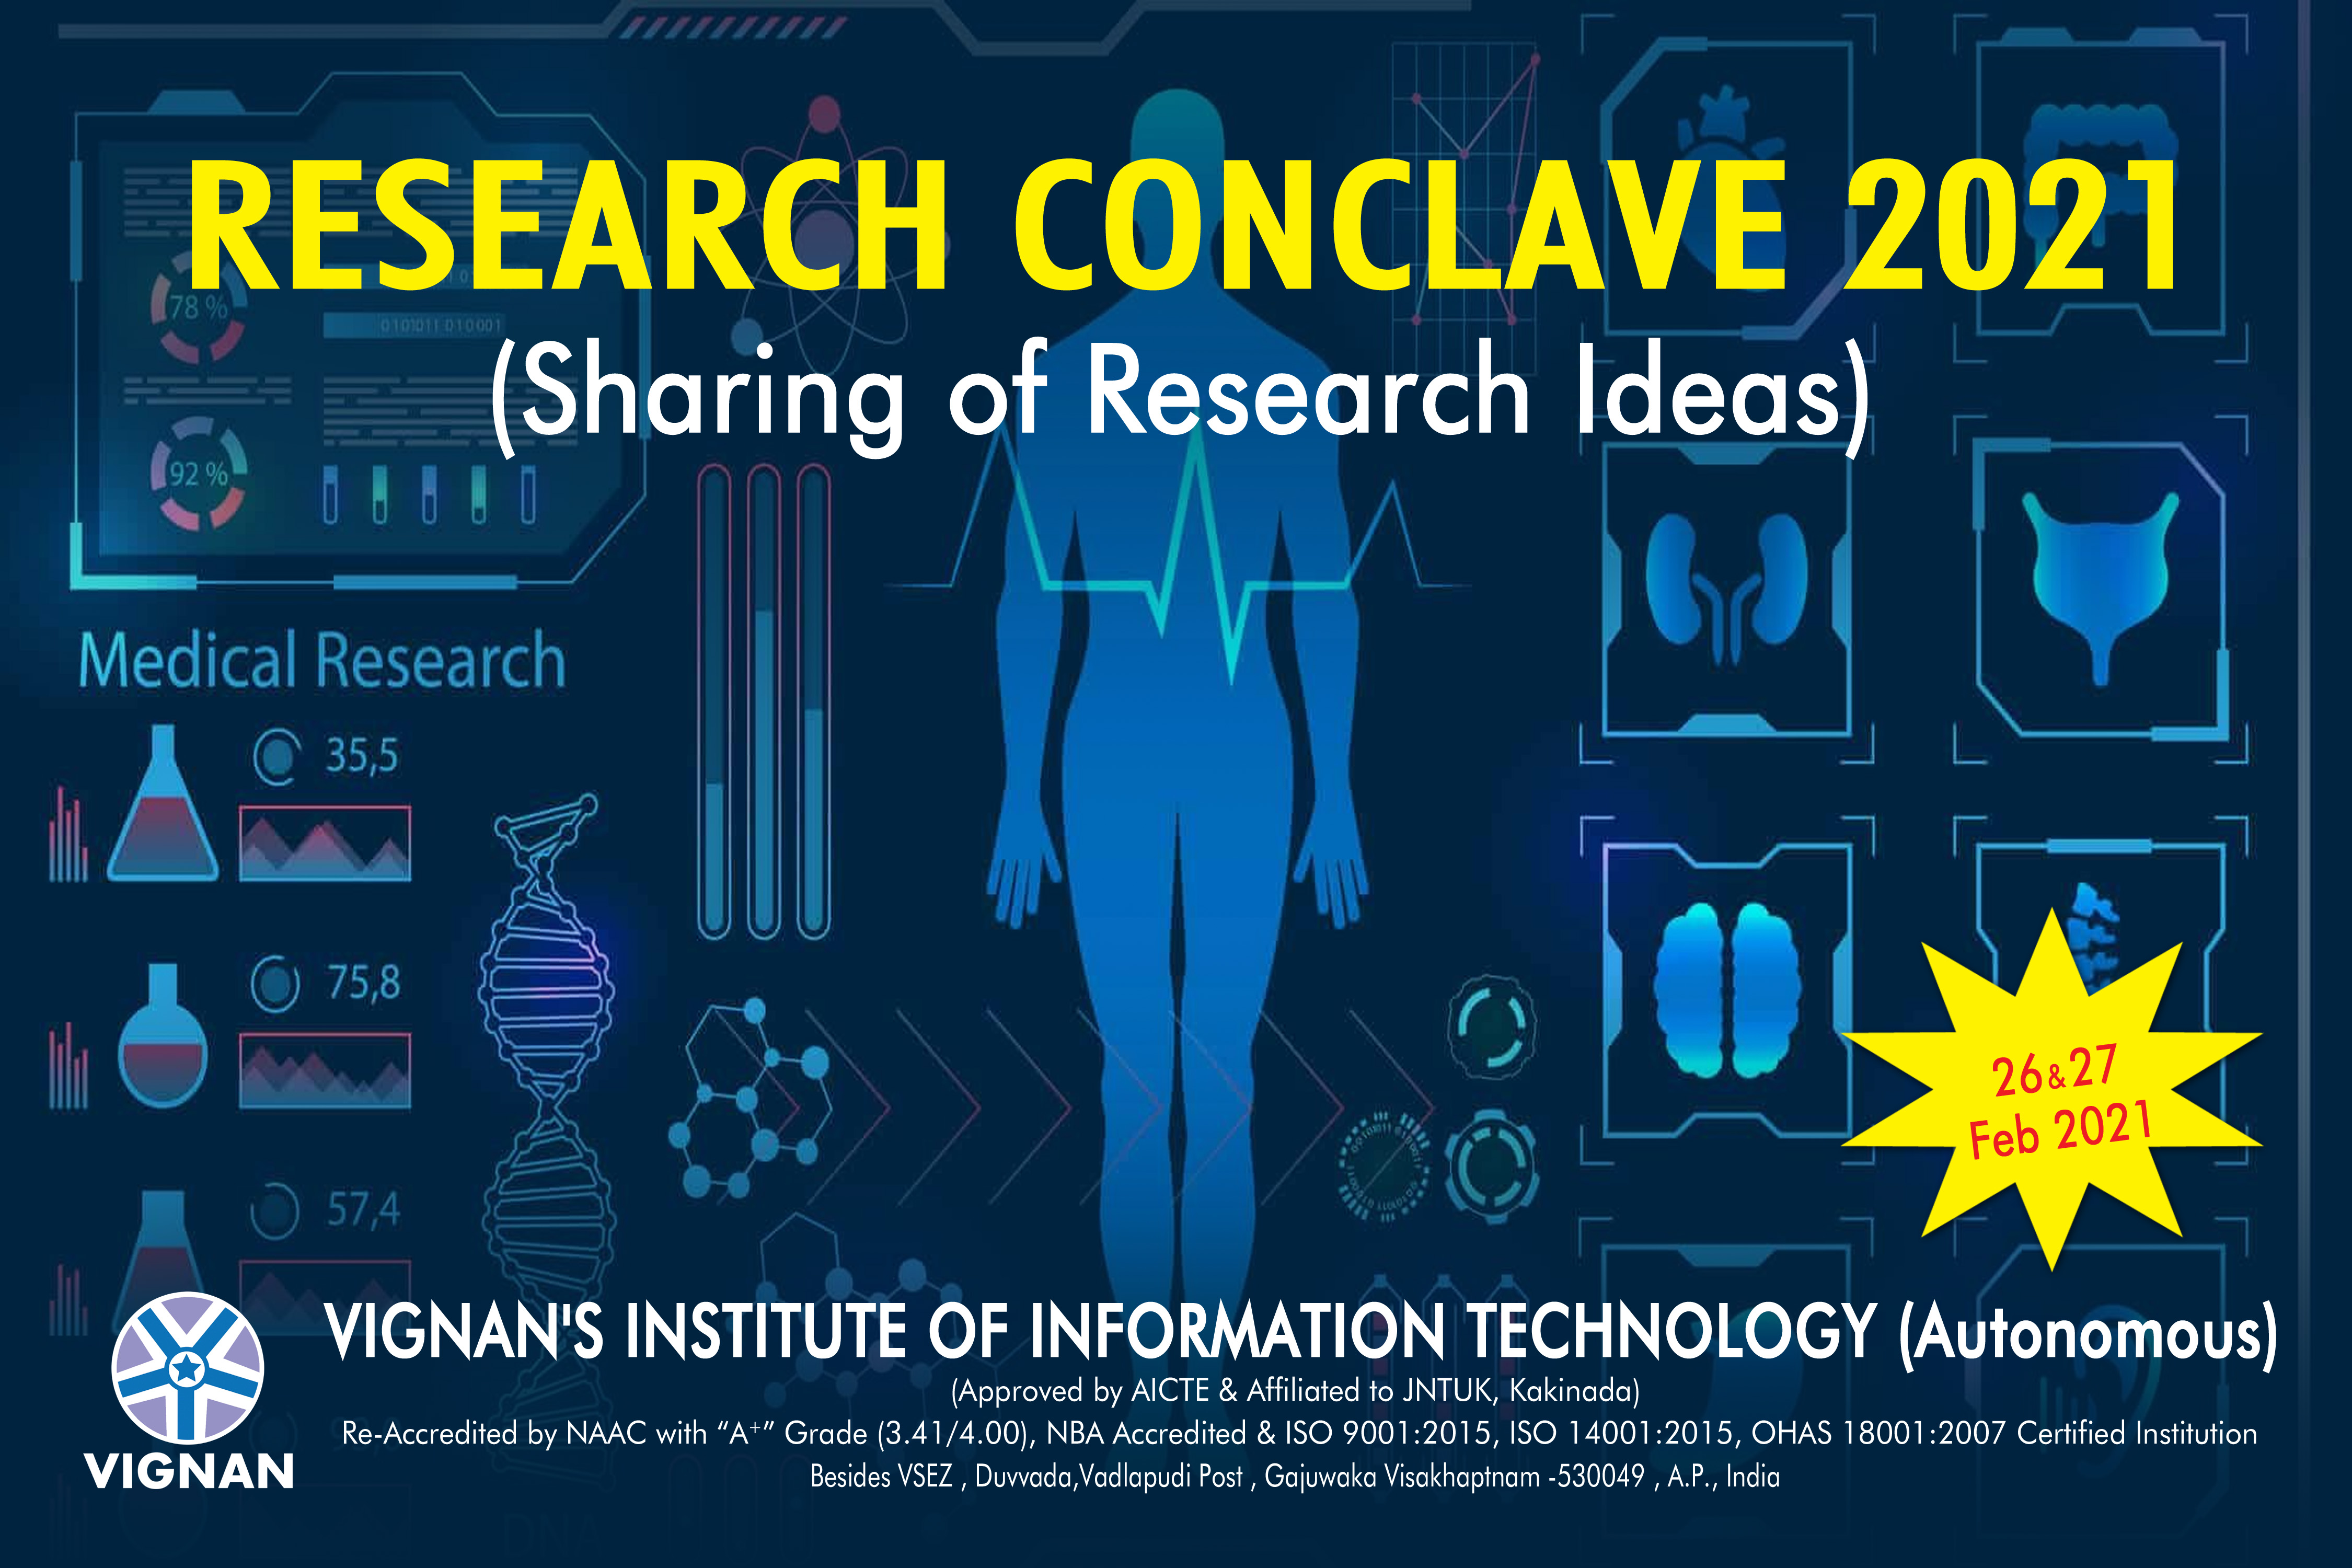 RESEARCH CONCLAVE 2021
(Sharing of Research Ideas)
78 %
0101011 010001
92 %
Medical Research
35,5
75,8
57,4
26&27
Feb 2021
VIGNAN'S INSTITUTE OF INFORMATION TECHNOLOGY (Autonomous)
(Approved by AICTE & Affiliated to JNTUK, Kakinada)
Re-Accredited by NAAC with “A+” Grade (3.41/4.00), NBA Accredited & ISO 9001:2015, ISO 14001:2015, OHAS 18001:2007 Certified Institution
Besides VSEZ , Duvvada,Vadlapudi Post , Gajuwaka Visakhaptnam -530049 , A.P., India
VIGNAN
DNA